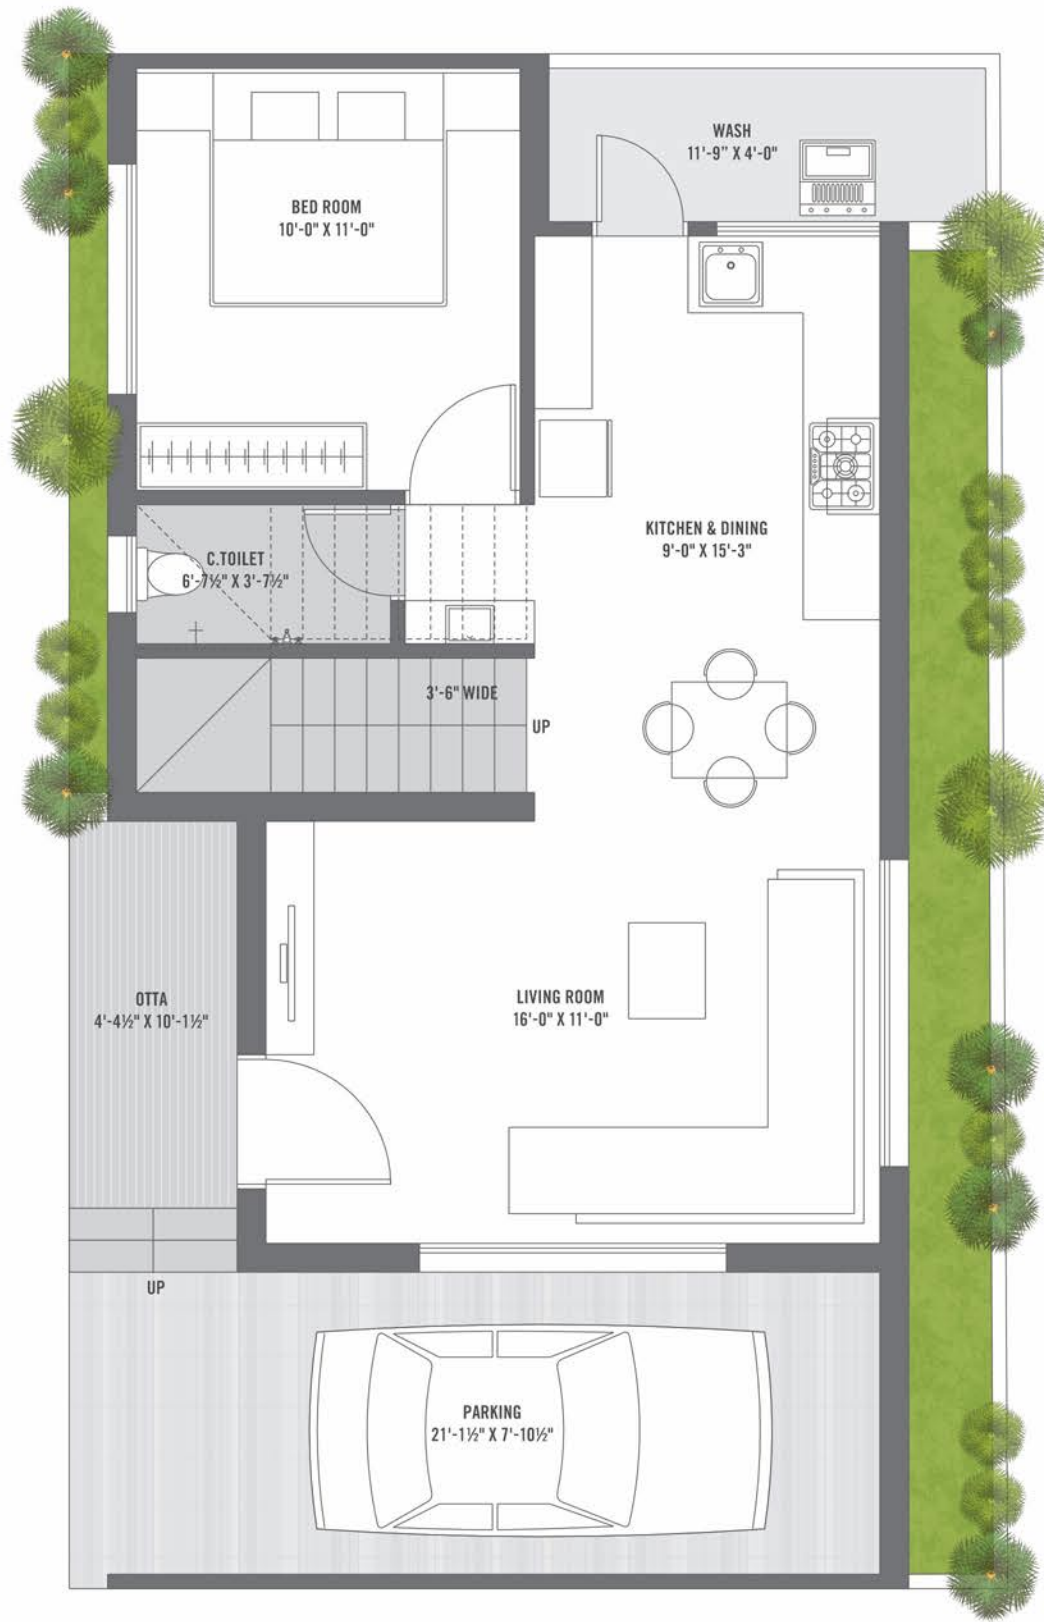 WASH
11'-9" X 4'-0"
BED ROOM
10'-0" X 11'-0"
KITCHEN & DINING
9'-0" X 15'-3"
C.TOILET
6'-7½" X 3'-7½"
3'-6" WIDE
UP
OTTA
4'-4½" X 10'-1½"
LIVING ROOM
16'-0" X 11'-0"
UP
PARKING
21'-1½" X 7'-10½"